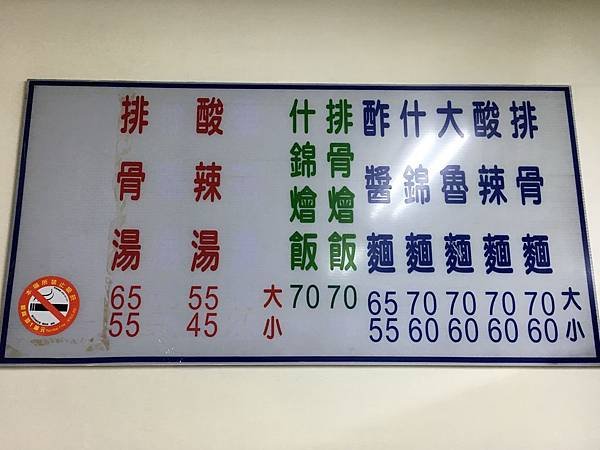 排骨麵 70 60
酸辣麵 70 60
大魯麵 70 60
什錦麵 70 60
酢醬麵 65 55
大 小
排骨燴飯 70
什錦燴飯 70
酸辣湯 55 45
排骨湯 65 55
大 小